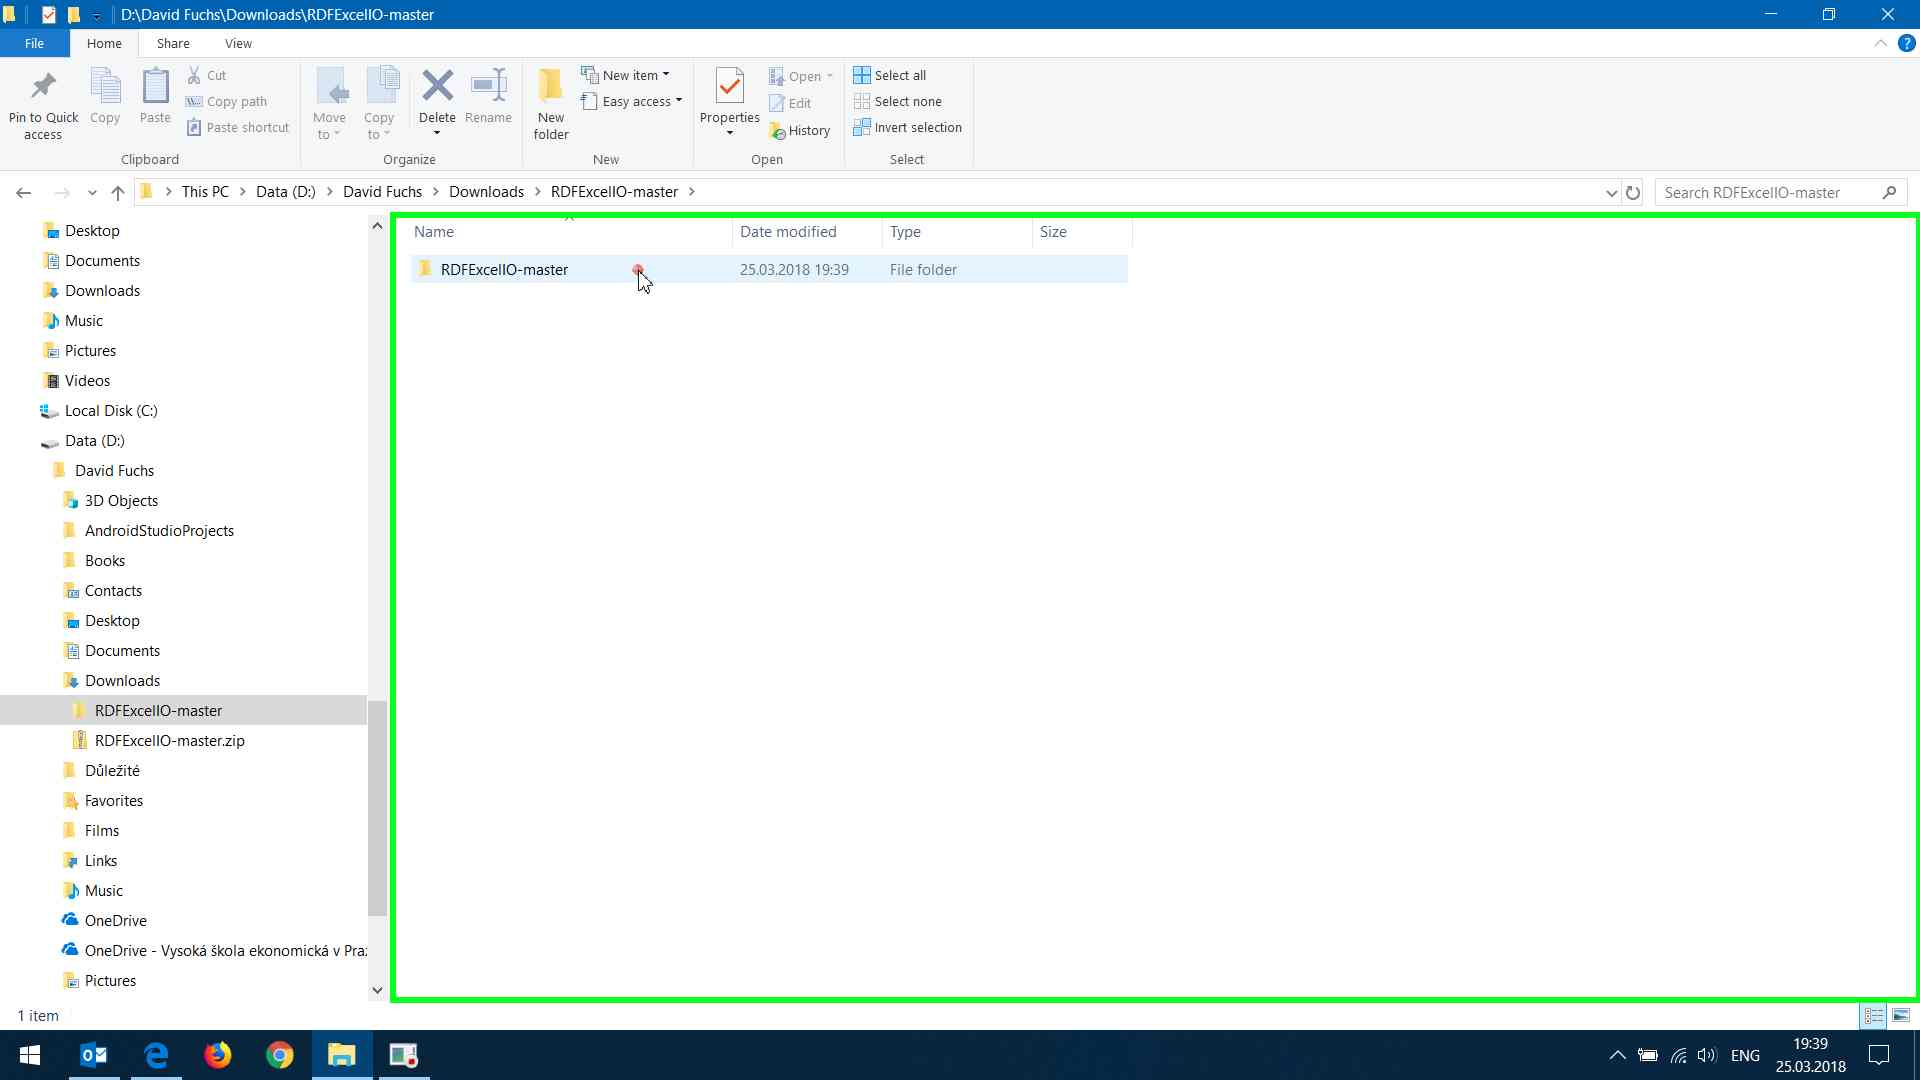 D:\David Fuchs\Downloads\RDFExcelIO-master
File Home Share View
Pin to Quick access
Copy
Paste
Cut
Copy path
Paste shortcut
Clipboard
Move to
Copy to
Delete
Rename
Organize
New folder
New item
Easy access
New
Properties
Open
Edit
History
Open
Select all
Select none
Invert selection
Select
This PC > Data (D:) > David Fuchs > Downloads > RDFExcelIO-master >
Search RDFExcelIO-master
Desktop
Documents
Downloads
Music
Pictures
Videos
Local Disk (C:)
Data (D:)
David Fuchs
3D Objects
AndroidStudioProjects
Books
Contacts
Desktop
Documents
Downloads
RDFExcelIO-master
RDFExcelIO-master.zip
Důležité
Favorites
Films
Links
Music
OneDrive
OneDrive - Vysoká škola ekonomická v Pra
Pictures
Name Date modified Type Size
RDFExcelIO-master 25.03.2018 19:39 File folder
1 item
ENG
19:39
25.03.2018